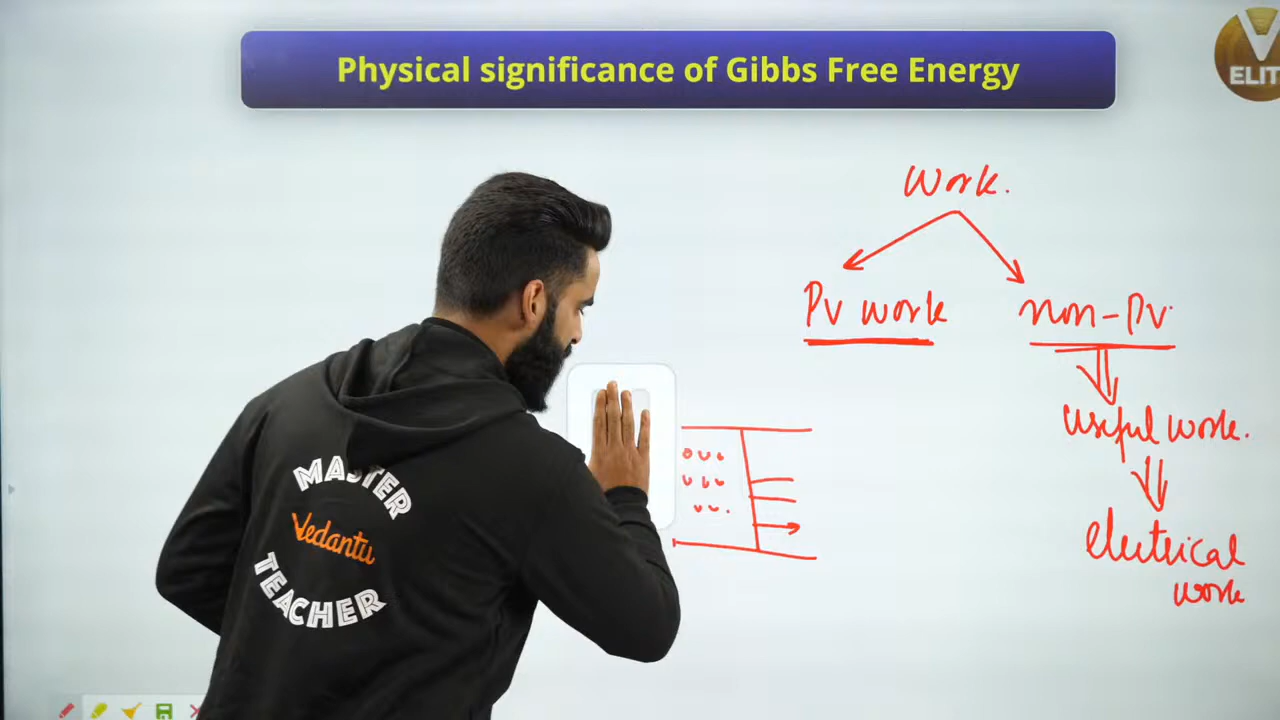 Physical significance of Gibbs Free Energy
V
ELIT
Work.
PV work
non-PV
useful work.
electrical
work
MASTER
Vedantu
TEACHER